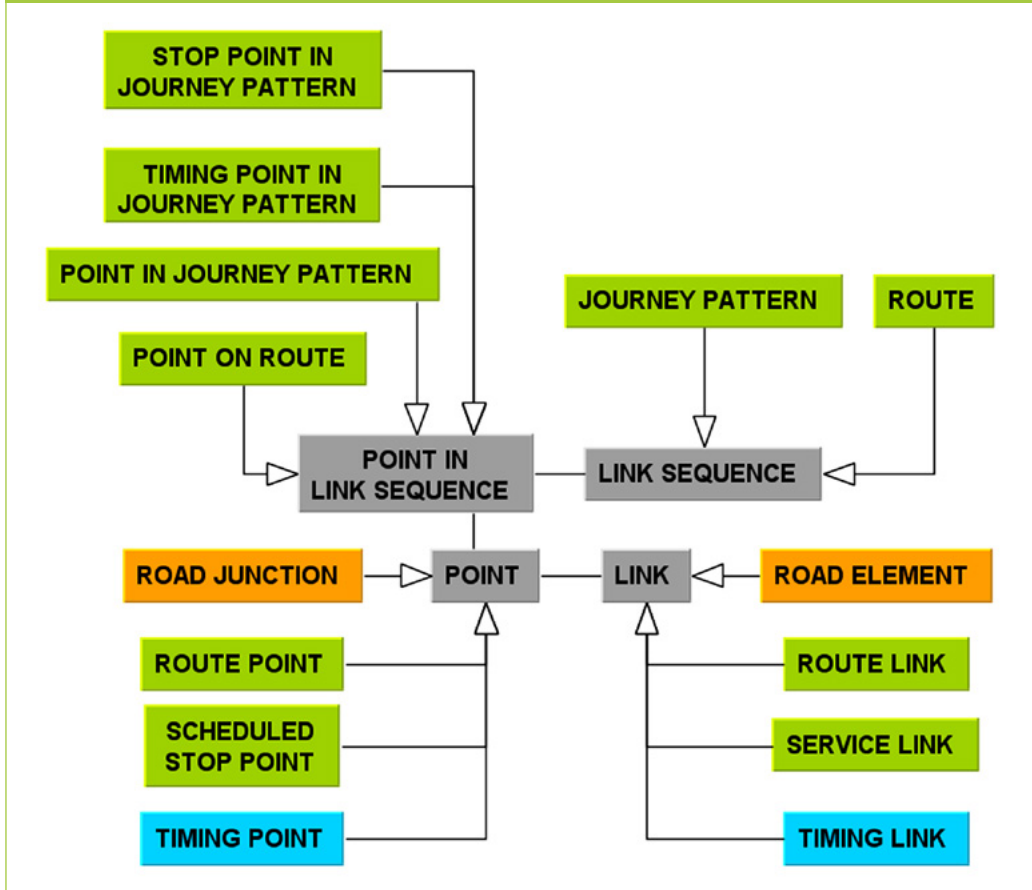 STOP POINT IN
JOURNEY PATTERN
TIMING POINT IN
JOURNEY PATTERN
POINT IN JOURNEY PATTERN
JOURNEY PATTERN
ROUTE
POINT ON ROUTE
POINT IN
LINK SEQUENCE
LINK SEQUENCE
ROAD JUNCTION
POINT
LINK
ROAD ELEMENT
ROUTE POINT
ROUTE LINK
SCHEDULED
STOP POINT
SERVICE LINK
TIMING POINT
TIMING LINK